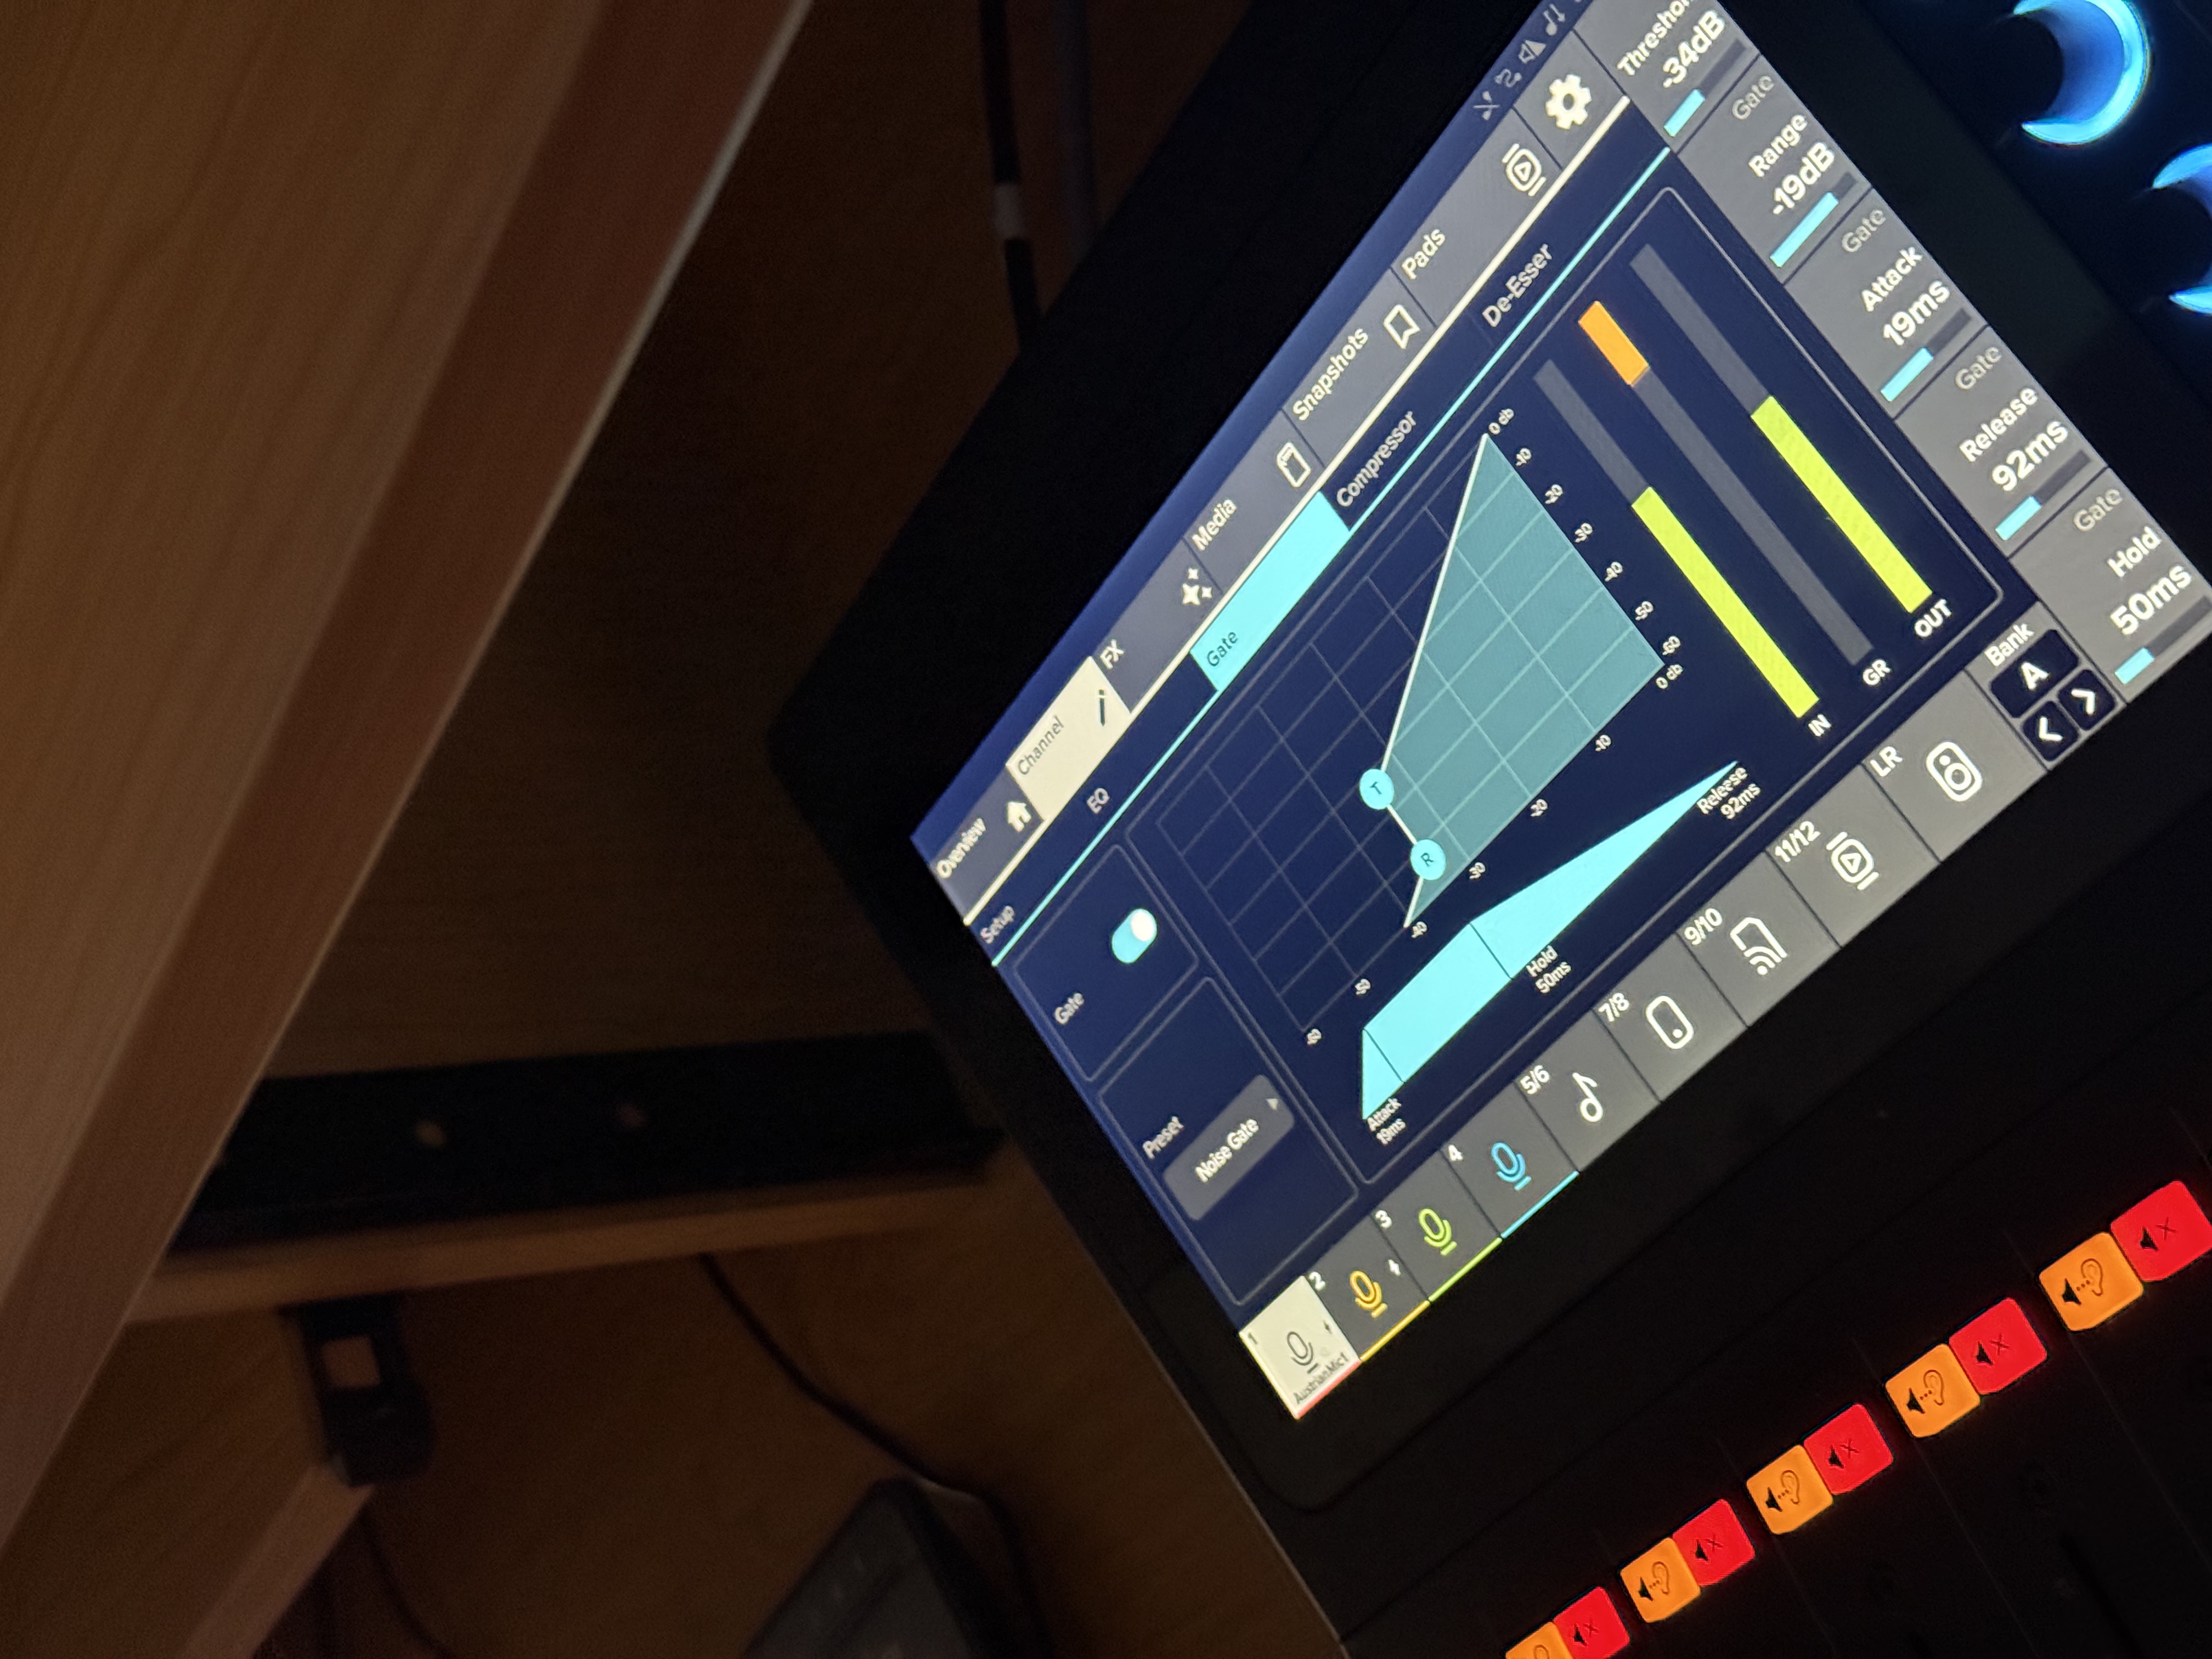 Overview
Channel
FX
Media
Snapshots
Pads
Setup
EQ
Gate
Compressor
De-Esser
Gate
Preset
Noise Gate
-60
-50
-40
-30
-20
-10
0 db
0 db
-10
-20
-30
-40
-50
-60
T
R
Attack
19ms
Hold
50ms
Release
92ms
IN
GR
OUT
-34dB
Gate
Range
-19dB
Gate
Attack
19ms
Gate
Release
92ms
Gate
Hold
50ms
1
AustrianMic1
2
3
4
5/6
7/8
9/10
11/12
LR
Bank
A